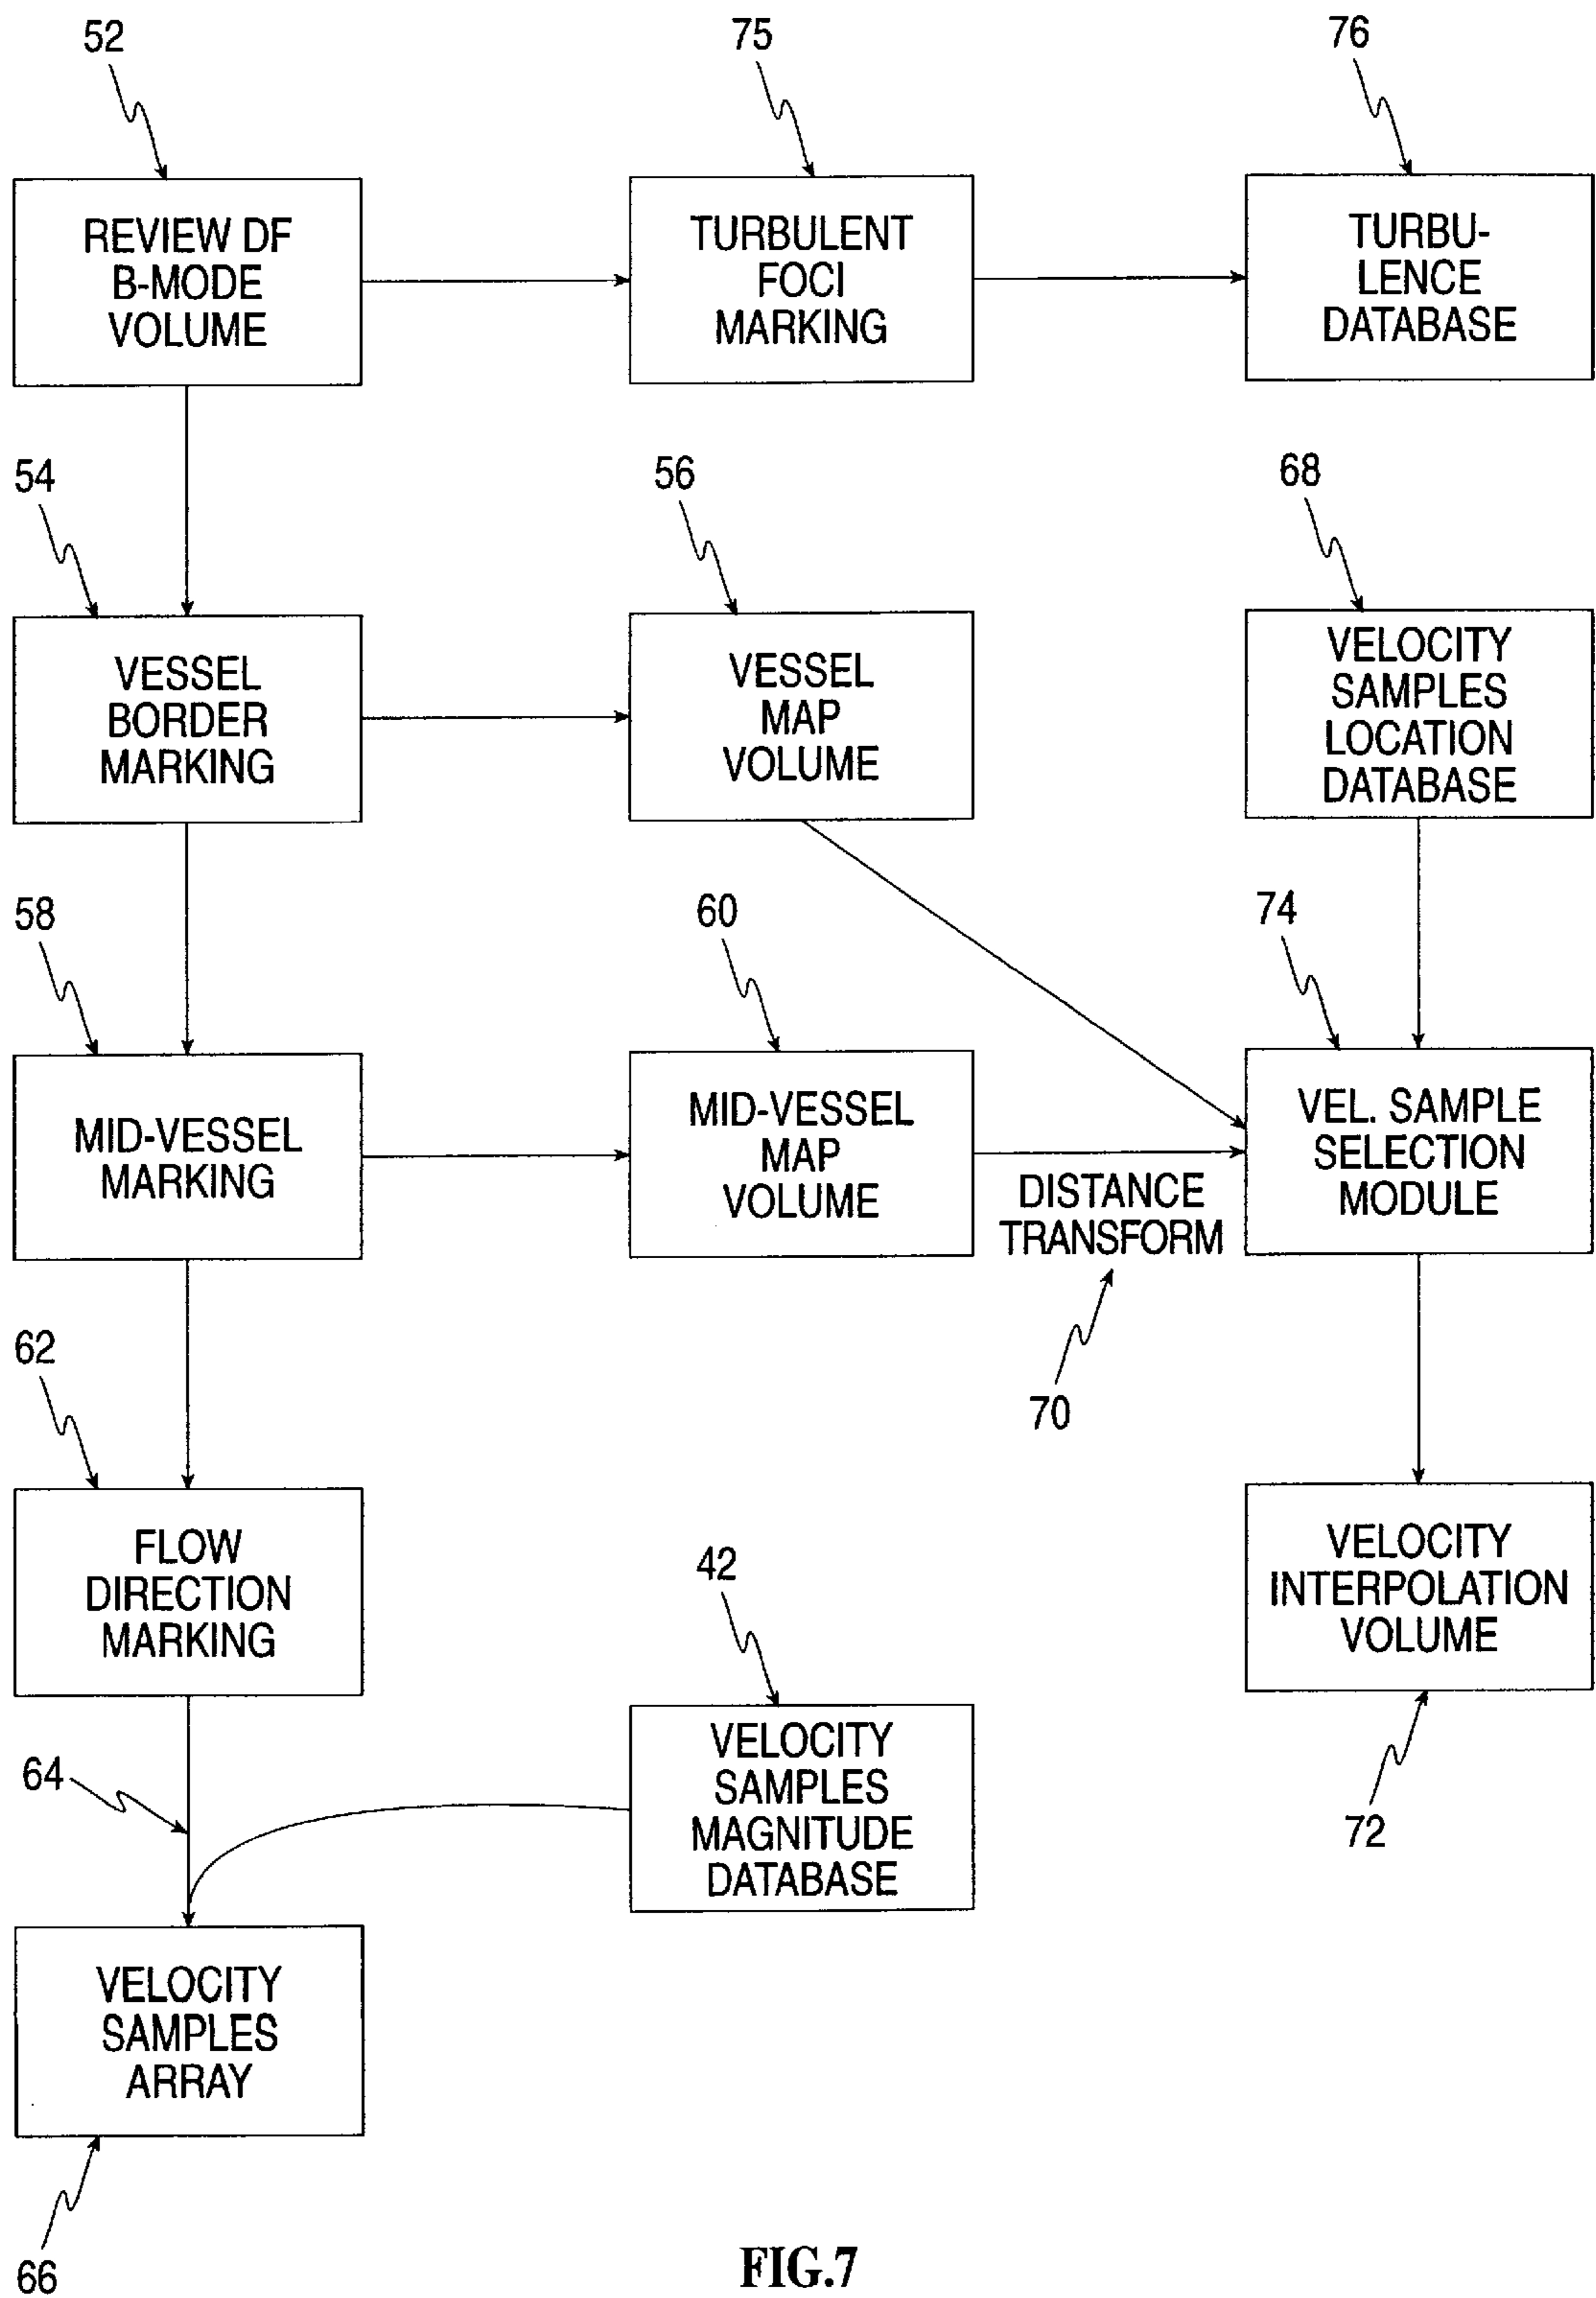 52
75
76
REVIEW DF
B-MODE
VOLUME
TURBULENT
FOCI
MARKING
TURBU-
LENCE
DATABASE
54
56
68
VESSEL
BORDER
MARKING
VESSEL
MAP
VOLUME
VELOCITY
SAMPLES
LOCATION
DATABASE
58
60
74
MID-VESSEL
MARKING
MID-VESSEL
MAP
VOLUME
DISTANCE
TRANSFORM
VEL. SAMPLE
SELECTION
MODULE
70
62
FLOW
DIRECTION
MARKING
42
VELOCITY
INTERPOLATION
VOLUME
72
64
VELOCITY
SAMPLES
MAGNITUDE
DATABASE
VELOCITY
SAMPLES
ARRAY
66
FIG.7